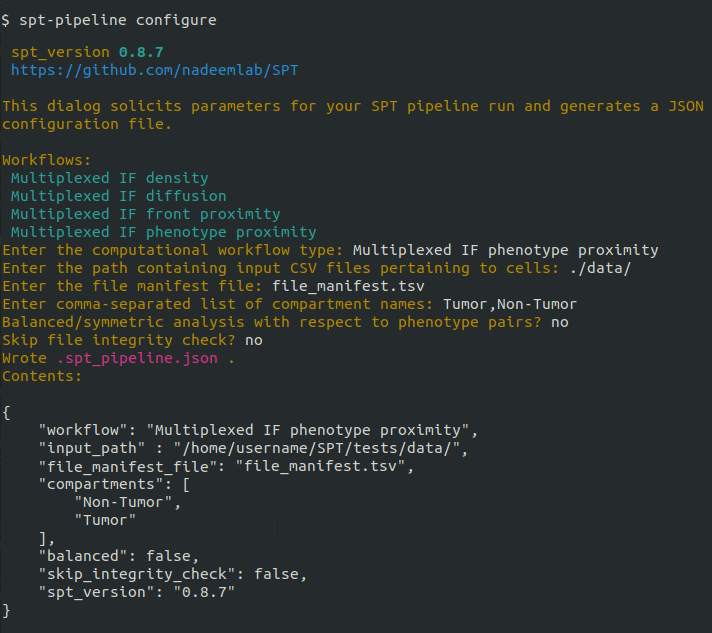 $ spt-pipeline configure
spt_version 0.8.7
https://github.com/nadeemlab/SPT
This dialog solicits parameters for your SPT pipeline run and generates a JSON
configuration file.
Workflows:
Multiplexed IF density
Multiplexed IF diffusion
Multiplexed IF front proximity
Multiplexed IF phenotype proximity
Enter the computational workflow type: Multiplexed IF phenotype proximity
Enter the path containing input CSV files pertaining to cells: ./data/
Enter the file manifest file: file_manifest.tsv
Enter comma-separated list of compartment names: Tumor,Non-Tumor
Balanced/symmetric analysis with respect to phenotype pairs? no
Skip file integrity check? no
Wrote .spt_pipeline.json .
Contents:
{
    "workflow": "Multiplexed IF phenotype proximity",
    "input_path" : "/home/username/SPT/tests/data/",
    "file_manifest_file": "file_manifest.tsv",
    "compartments": [
        "Non-Tumor",
        "Tumor"
    ],
    "balanced": false,
    "skip_integrity_check": false,
    "spt_version": "0.8.7"
}